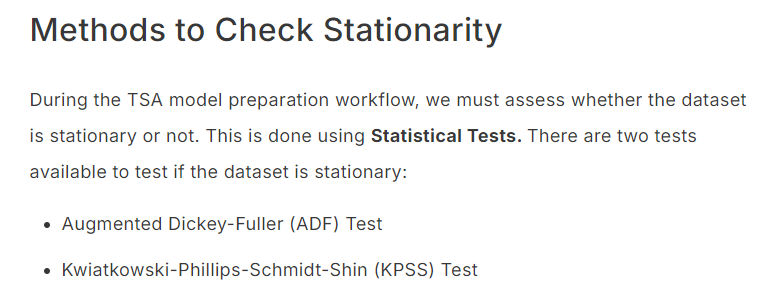 Methods to Check Stationarity
During the TSA model preparation workflow, we must assess whether the dataset
is stationary or not. This is done using Statistical Tests. There are two tests
available to test if the dataset is stationary:
• Augmented Dickey-Fuller (ADF) Test
• Kwiatkowski-Phillips-Schmidt-Shin (KPSS) Test